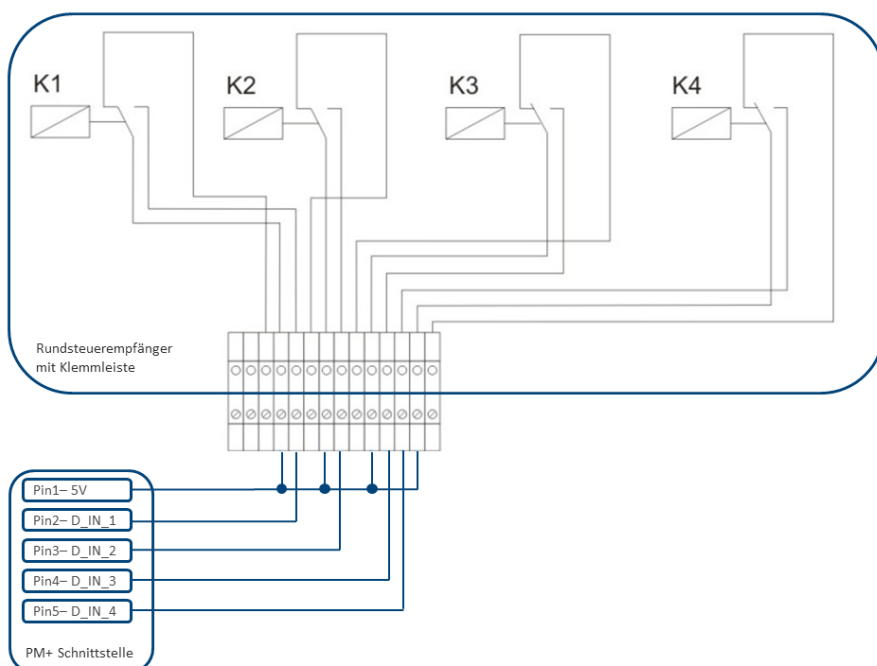 K1
K2
K3
K4
Rundsteuerempfänger
mit Klemmleiste
Pin1– 5V
Pin2– D_IN_1
Pin3– D_IN_2
Pin4– D_IN_3
Pin5– D_IN_4
PM+ Schnittstelle